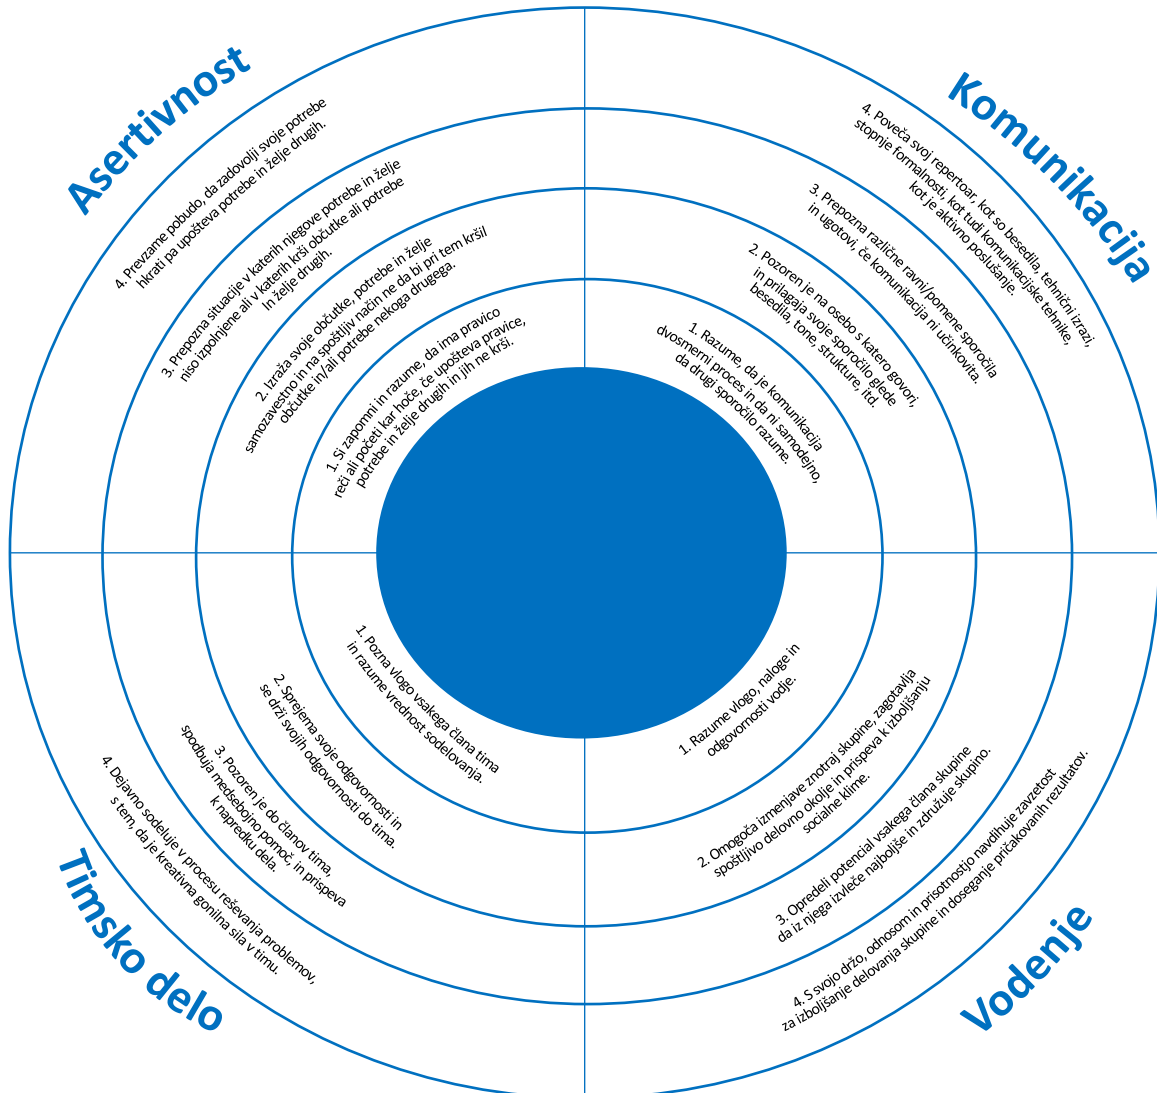 Asertivnost
4. Prevzame pobudo, da zadovolji svoje potrebe
hkrati pa upošteva potrebe in želje drugih.
3. Prepozna situacije v katerih njegove potrebe in želje
niso izpolnjene ali v katerih krši občutke ali potrebe
in želje drugih.
2. Izraža svoje občutke, potrebe in želje
samozavestno in na spoštljiv način ne da bi pri tem kršil
občutke in/ali potrebe nekoga drugega.
1. Si zapomni in razume, da ima pravico
reči ali početi kar hoče, če upošteva pravice,
potrebe in želje drugih in jih ne krši.
Komunikacija
4. Poveča svoj repertoar, kot so besedila, tehnični izrazi,
stopnje formalnosti, kot tudi komunikacijske tehnike,
kot je aktivno poslušanje.
3. Prepozna različne ravni/pomene sporočila
in ugotovi, če komunikacija ni učinkovita.
2. Pozoren je na osebo s katero govori,
in prilagaja svoje sporočilo glede
besedila, tone, strukture, itd.
1. Razume, da je komunikacija
dvosmerni proces in da ni samodejno,
da drugi sporočilo razume.
Timsko delo
1. Pozna vlogo vsakega člana tima
in razume vrednost sodelovanja.
2. Sprejema svoje odgovornosti in
se drži svojih odgovornosti do tima.
3. Pozoren je do članov tima,
spodbuja medsebojno pomoč, in prispeva
k napredku dela.
4. Dejavno sodeluje v procesu reševanja problemov,
s tem, da je kreativna gonilna sila v timu.
Vodenje
1. Razume vlogo, naloge in
odgovornosti vodje.
2. Omogoča izmenjave znotraj skupine, zagotavlja
spoštljivo delovno okolje in prispeva k izboljšanju
socialne klime.
3. Opredeli potencial vsakega člana skupine
da iz njega izvleče najboljše in združuje skupino.
4. S svojo držo, odnosom in prisotnostjo navdihuje zavzetost
za izboljšanje delovanja skupine in doseganje pričakovanih rezultatov.